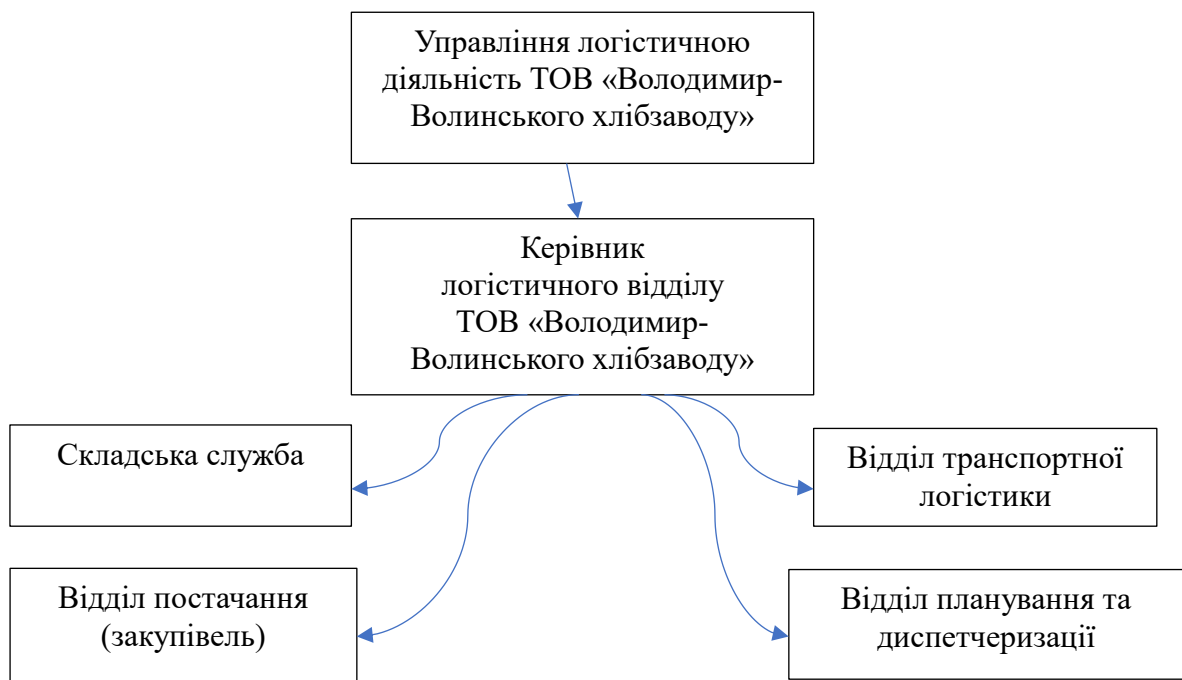 Управління логістичною
діяльність ТОВ «Володимир-
Волинського хлібзаводу»
Керівник
логістичного відділу
ТОВ «Володимир-
Волинського хлібзаводу»
Складська служба
Відділ транспортної
логістики
Відділ постачання
(закупівель)
Відділ планування та
диспетчеризації